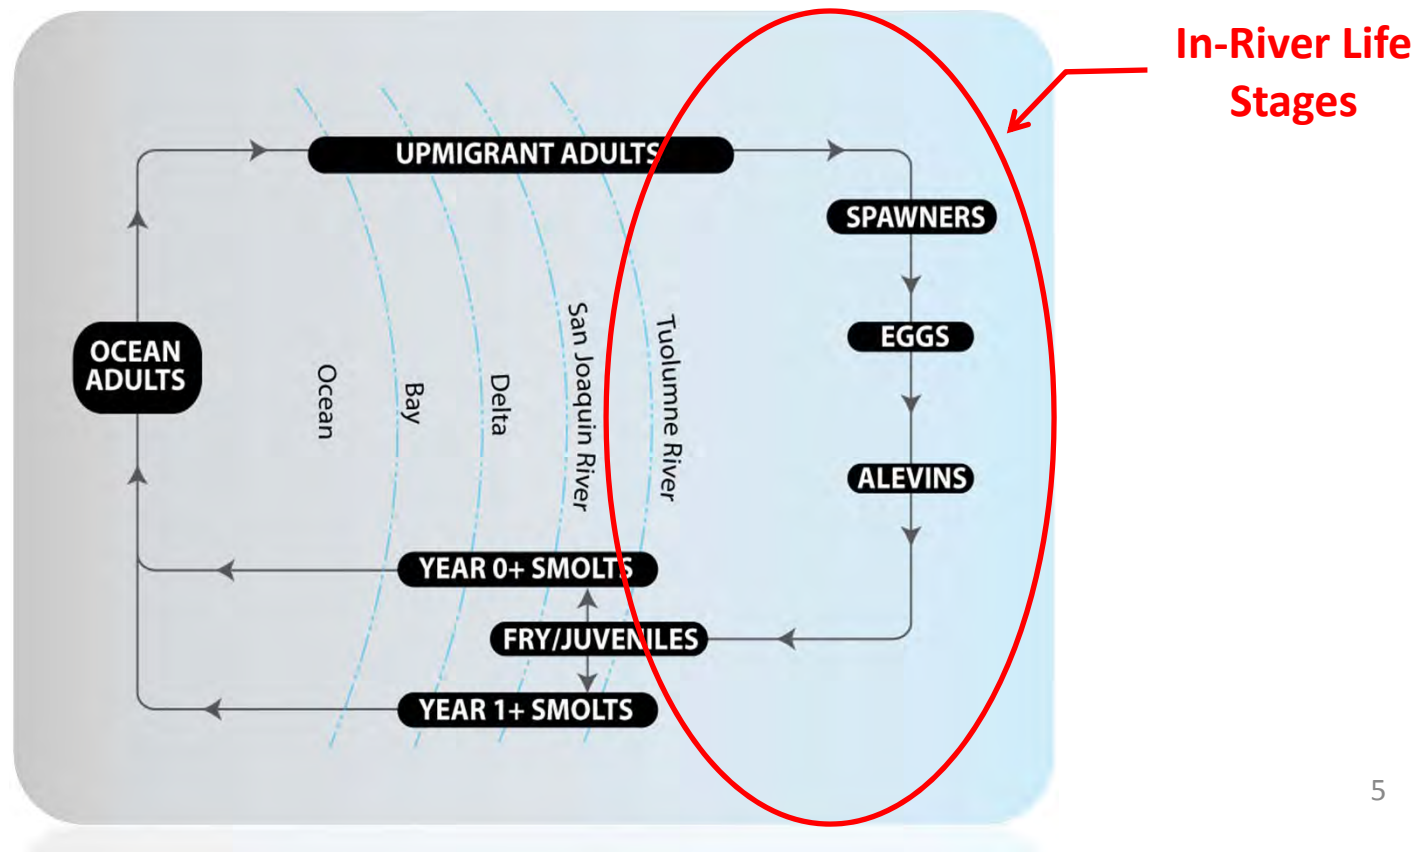 In-River Life
Stages
UPMIGRANT ADULTS
SPAWNERS
EGGS
ALEVINS
OCEAN
ADULTS
Ocean
Bay
Delta
San Joaquin River
Tuolumne River
YEAR 0+ SMOLTS
FRY/JUVENILES
YEAR 1+ SMOLTS
5